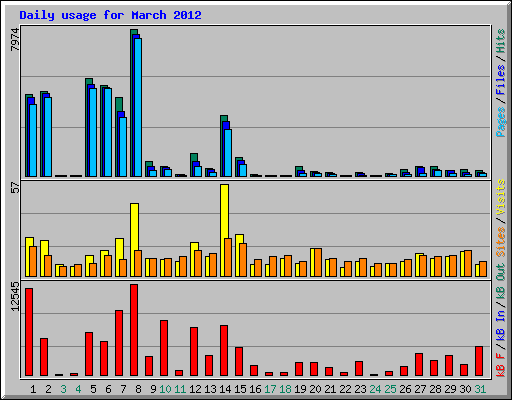 Daily usage for March 2012
7974
57
12545
Pages / Files / Hits
Sites / Visits
kB F / kB In / kB Out
1 2 3 4 5 6 7 8 9 10 11 12 13 14 15 16 17 18 19 20 21 22 23 24 25 26 27 28 29 30 31